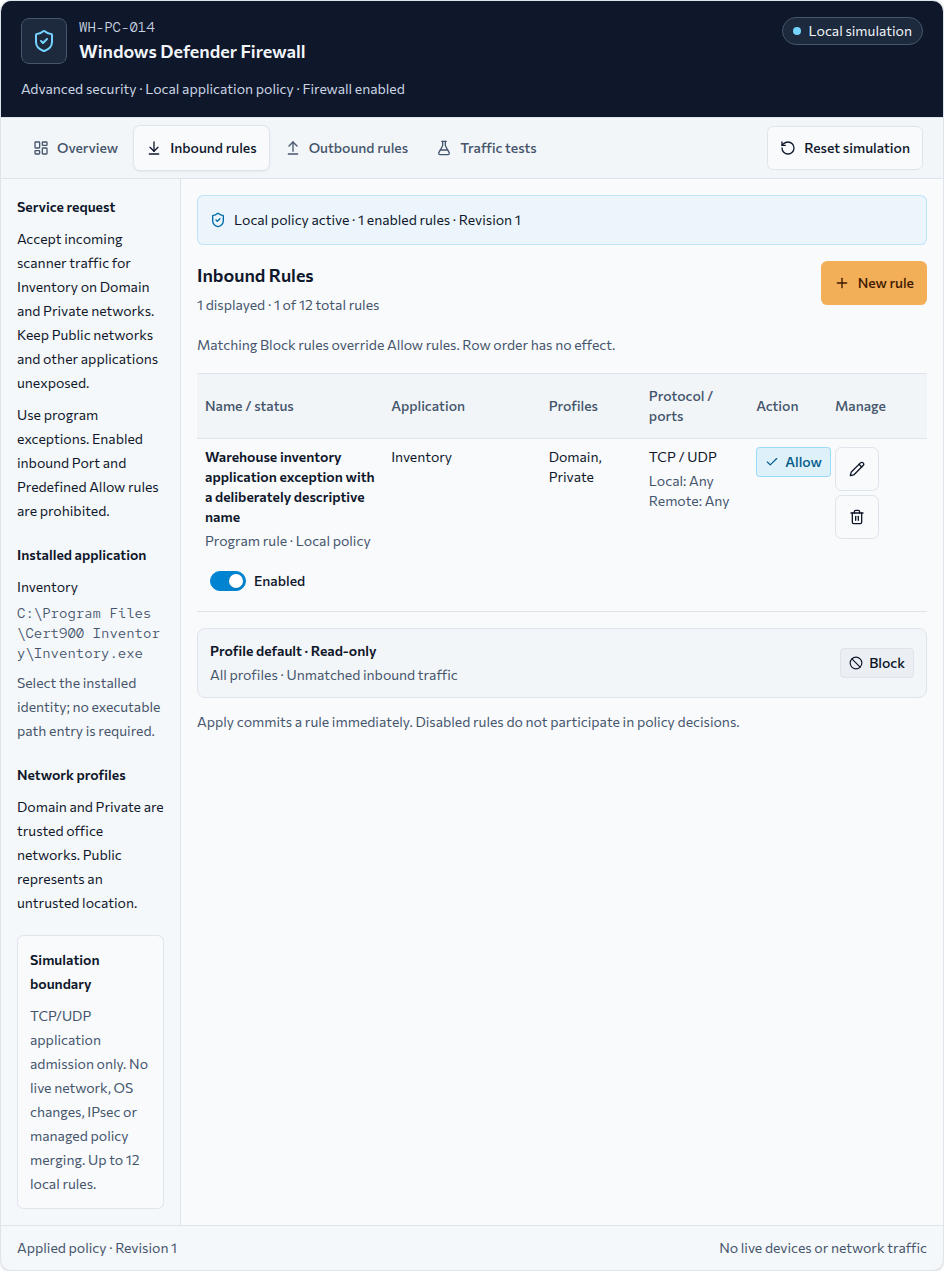 WH-PC-014
Windows Defender Firewall
Local simulation
Advanced security · Local application policy · Firewall enabled
Overview
Inbound rules
Outbound rules
Traffic tests
Reset simulation
Service request
Accept incoming
scanner traffic for
Inventory on Domain
and Private networks.
Keep Public networks
and other applications
unexposed.
Use program
exceptions. Enabled
inbound Port and
Predefined Allow rules
are prohibited.
Installed application
Inventory
C:\Program Files
\Cert900 Inventor
y\Inventory.exe
Select the installed
identity; no executable
path entry is required.
Network profiles
Domain and Private are
trusted office
networks. Public
represents an
untrusted location.
Simulation
boundary
TCP/UDP
application
admission only. No
live network, OS
changes, IPsec or
managed policy
merging. Up to 12
local rules.
Local policy active · 1 enabled rules · Revision 1
Inbound Rules
1 displayed · 1 of 12 total rules
New rule
Matching Block rules override Allow rules. Row order has no effect.
Name / status
Application
Profiles
Protocol /
ports
Action
Manage
Warehouse inventory
application exception with
a deliberately descriptive
name
Program rule · Local policy
Enabled
Inventory
Domain,
Private
TCP / UDP
Local: Any
Remote: Any
Allow
Profile default · Read-only
All profiles · Unmatched inbound traffic
Block
Apply commits a rule immediately. Disabled rules do not participate in policy decisions.
Applied policy · Revision 1
No live devices or network traffic